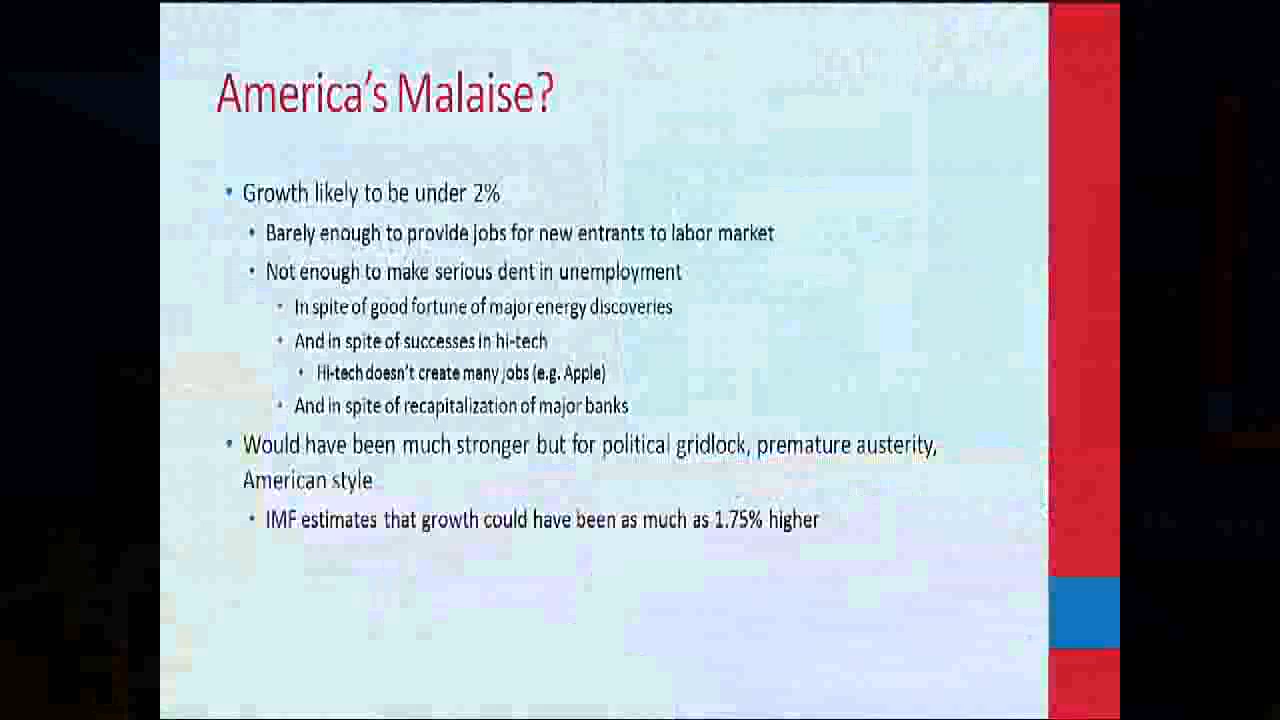 America's Malaise?
• Growth likely to be under 2%
• Barely enough to provide jobs for new entrants to labor market
• Not enough to make serious dent in unemployment
• In spite of good fortune of major energy discoveries
• And in spite of successes in hi-tech
• Hi-tech doesn't create many jobs (e.g. Apple)
• And in spite of recapitalization of major banks
• Would have been much stronger but for political gridlock, premature austerity,
American style
• IMF estimates that growth could have been as much as 1.75% higher